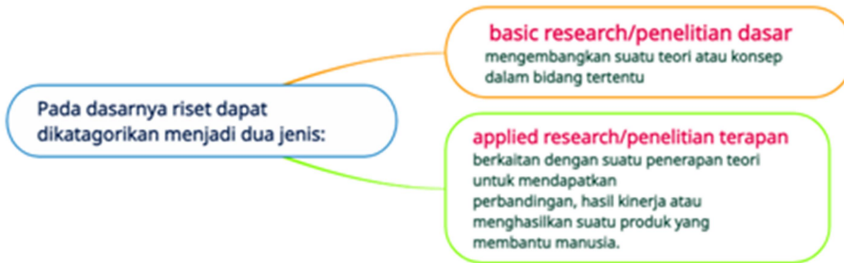 Pada dasarnya riset dapat
dikatagorikan menjadi dua jenis:
basic research/penelitian dasar
mengembangkan suatu teori atau konsep
dalam bidang tertentu
applied research/penelitian terapan
berkaitan dengan suatu penerapan teori
untuk mendapatkan
perbandingan, hasil kinerja atau
menghasilkan suatu produk yang
membantu manusia.